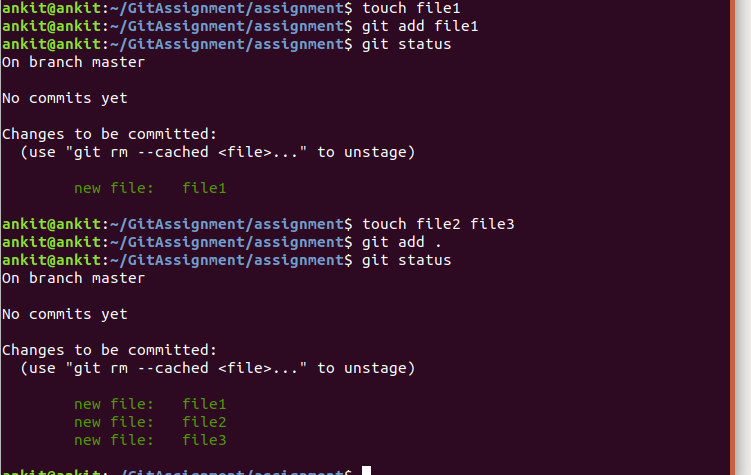 ankit@ankit:~/GitAssignment/assignment$ touch file1
ankit@ankit:~/GitAssignment/assignment$ git add file1
ankit@ankit:~/GitAssignment/assignment$ git status
On branch master
No commits yet
Changes to be committed:
  (use "git rm --cached <file>..." to unstage)
        new file:   file1
ankit@ankit:~/GitAssignment/assignment$ touch file2 file3
ankit@ankit:~/GitAssignment/assignment$ git add .
ankit@ankit:~/GitAssignment/assignment$ git status
On branch master
No commits yet
Changes to be committed:
  (use "git rm --cached <file>..." to unstage)
        new file:   file1
        new file:   file2
        new file:   file3
ankit@ankit:~/GitAssignment/assignment$